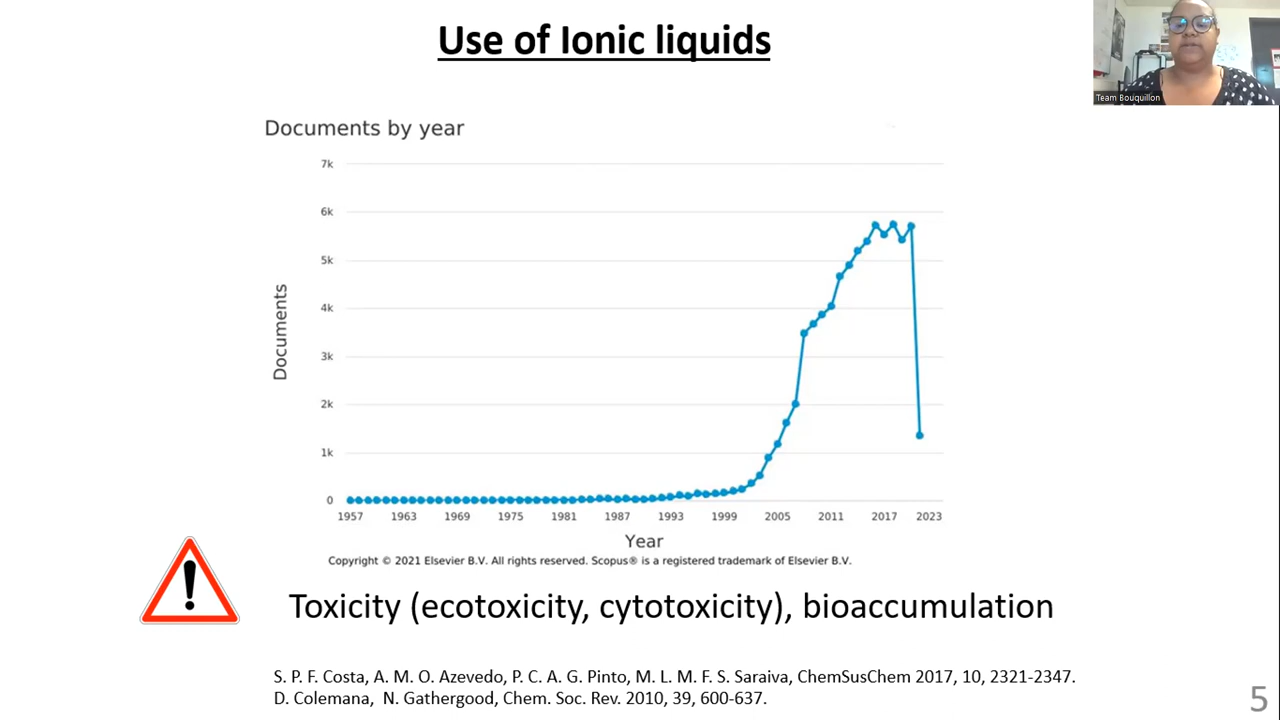 Use of Ionic liquids
Team Bouquillon
Documents by year
7k
6k
5k
4k
3k
2k
1k
0
Documents
1957 1963 1969 1975 1981 1987 1993 1999 2005 2011 2017 2023
Year
Copyright © 2021 Elsevier B.V. All rights reserved. Scopus® is a registered trademark of Elsevier B.V.
Toxicity (ecotoxicity, cytotoxicity), bioaccumulation
S. P. F. Costa, A. M. O. Azevedo, P. C. A. G. Pinto, M. L. M. F. S. Saraiva, ChemSusChem 2017, 10, 2321-2347.
D. Colemana, N. Gathergood, Chem. Soc. Rev. 2010, 39, 600-637.
5